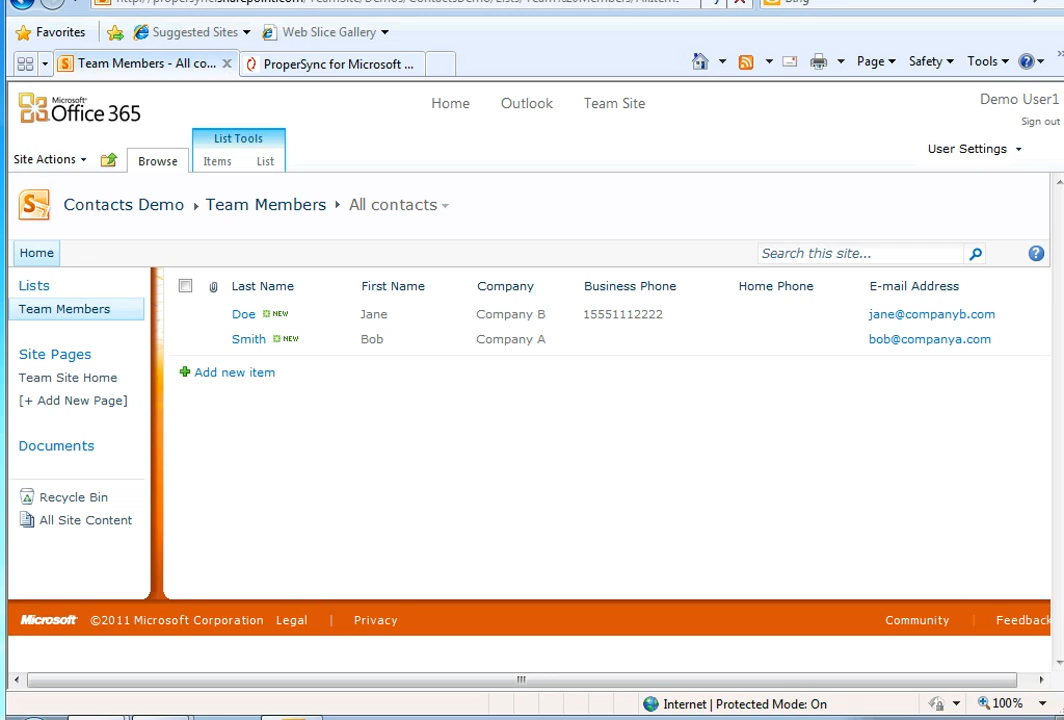 Favorites Suggested Sites Web Slice Gallery
Team Members - All co... ProperSync for Microsoft ... Page Safety Tools
Microsoft
Office 365
Home Outlook Team Site
Demo User1
Sign out
List Tools
Site Actions Browse Items List
User Settings
Contacts Demo Team Members All contacts
Home
Search this site...
Lists
Team Members
Site Pages
Team Site Home
[+ Add New Page]
Documents
Recycle Bin
All Site Content
Last Name First Name Company Business Phone Home Phone E-mail Address
Doe NEW Jane Company B 15551112222 jane@companyb.com
Smith NEW Bob Company A bob@companya.com
Add new item
Microsoft ©2011 Microsoft Corporation Legal | Privacy Community | Feedback
Internet | Protected Mode: On 100%